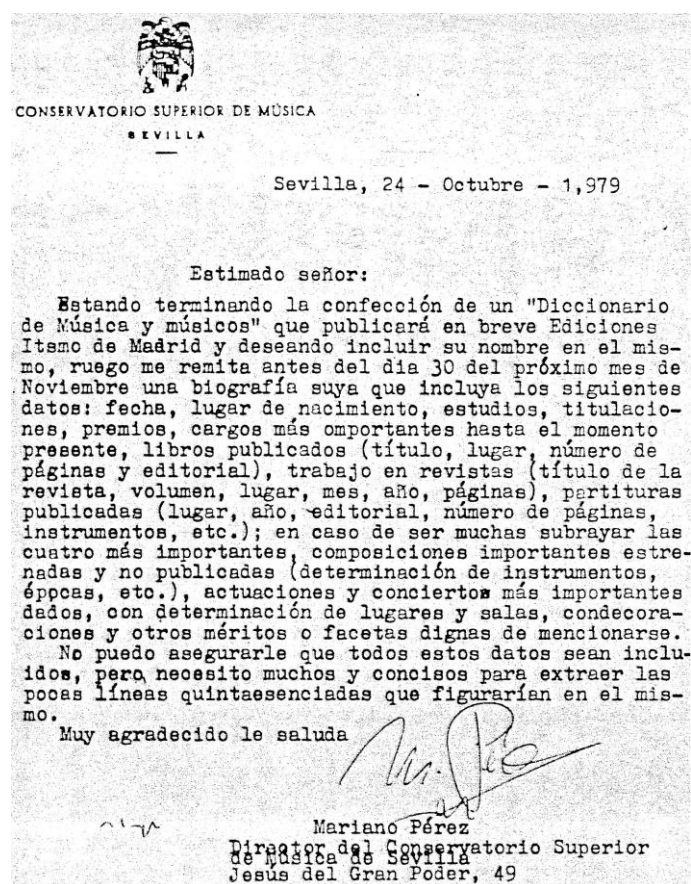 CONSERVATORIO SUPERIOR DE MÚSICA
SEVILLA
Sevilla, 24 - Octubre - 1,979
Estimado señor:
Estando terminando la confección de un "Diccionario
de Música y músicos" que publicará en breve Ediciones
Itsmo de Madrid y deseando incluir su nombre en el mis-
mo, ruego me remita antes del dia 30 del próximo mes de
Noviembre una biografía suya que incluya los siguientes
datos: fecha, lugar de nacimiento, estudios, titulacio-
nes, premios, cargos más omportantes hasta el momento
presente, libros publicados (título, lugar, número de
páginas y editorial), trabajo en revistas (título de la
revista, volumen, lugar, mes, año, páginas), partituras
publicadas (lugar, año, editorial, número de páginas,
instrumentos, etc.); en caso de ser muchas subrayar las
cuatro más importantes, composiciones importantes estre-
nadas y no publicadas (determinación de instrumentos,
éppcas, etc.), actuaciones y conciertos más importantes
dados, con determinación de lugares y salas, condecora-
ciones y otros méritos o facetas dignas de mencionarse.
No puedo asegurarle que todos estos datos sean inclu-
idos, pero necesito muchos y concisos para extraer las
pocas líneas quintaesenciadas que figurarían en el mis-
mo.
Muy agradecido le saluda
M. Pérez
Mariano Pérez
Director del Conservatorio Superior
de Música de Sevilla
Jesús del Gran Poder, 49